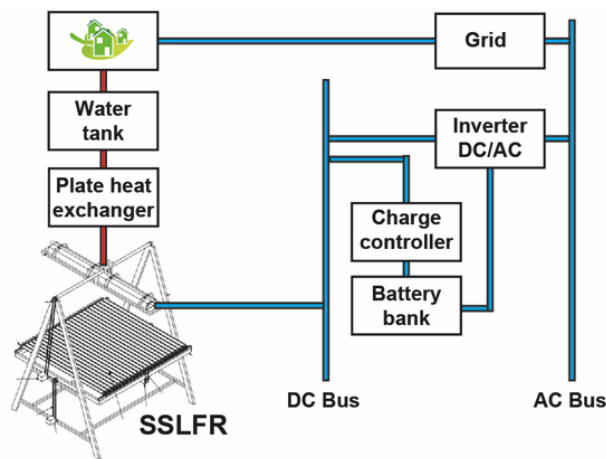 Grid
Water
tank
Inverter
DC/AC
Plate heat
exchanger
Charge
controller
Battery
bank
DC Bus
AC Bus
SSLFR